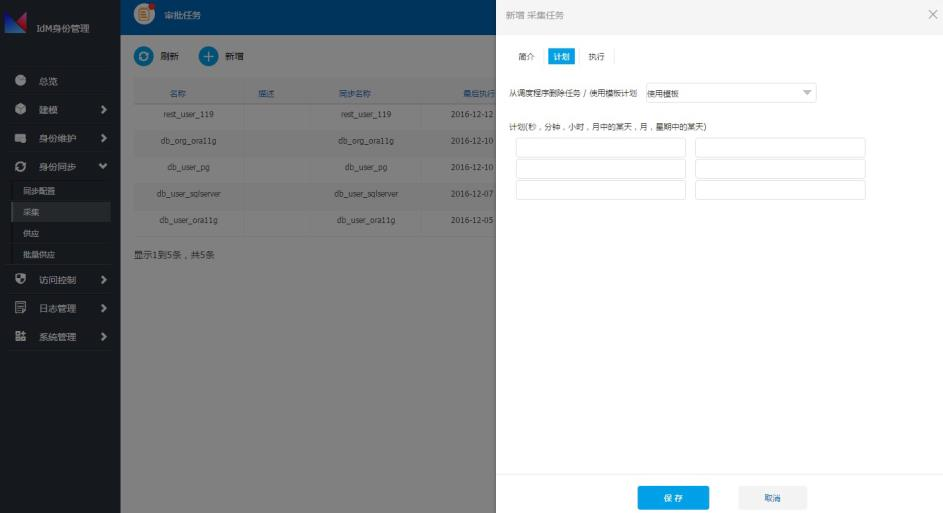 IdM身份管理
总览
建模
身份维护
身份同步
同步配置
采集
供应
批量供应
访问控制
日志管理
系统管理
审批任务
刷新 新增
名称 描述 同步名称 最后执行
rest_user_119 rest_user_119 2016-12-12
db_org_ora11g db_org_ora11g 2016-12-10
db_user_pg db_user_pg 2016-12-10
db_user_sqlserver db_user_sqlserver 2016-12-07
db_user_ora11g db_user_ora11g 2016-12-05
显示1到5条，共5条
新增 采集任务
简介 计划 执行
从调度程序删除任务 / 使用模板计划 使用模板
计划(秒，分钟，小时，月中的某天，月，星期中的某天)
保存 取消